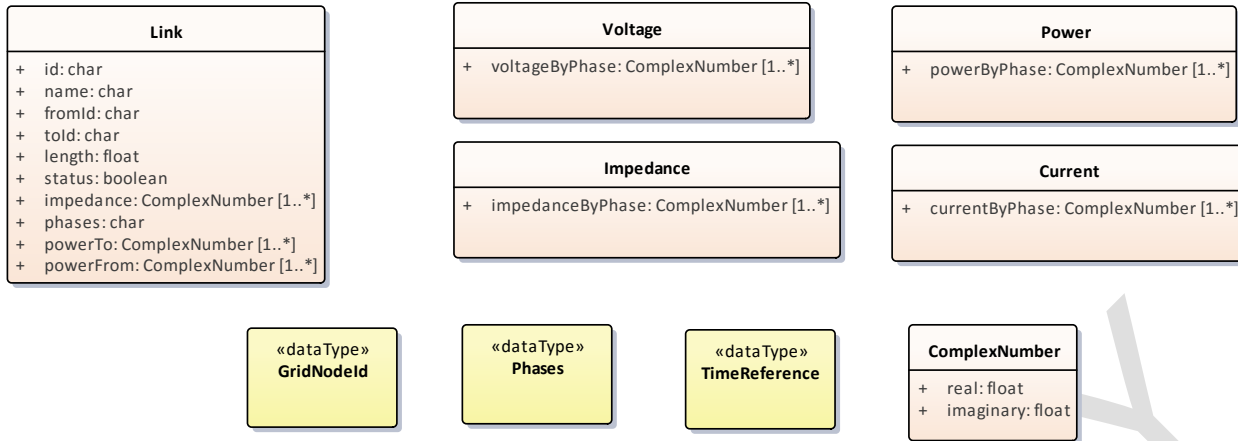 Link
+ id: char
+ name: char
+ fromId: char
+ toId: char
+ length: float
+ status: boolean
+ impedance: ComplexNumber [1..*]
+ phases: char
+ powerTo: ComplexNumber [1..*]
+ powerFrom: ComplexNumber [1..*]
Voltage
+ voltageByPhase: ComplexNumber [1..*]
Power
+ powerByPhase: ComplexNumber [1..*]
Impedance
+ impedanceByPhase: ComplexNumber [1..*]
Current
+ currentByPhase: ComplexNumber [1..*]
«dataType»
GridNodeId
«dataType»
Phases
«dataType»
TimeReference
ComplexNumber
+ real: float
+ imaginary: float